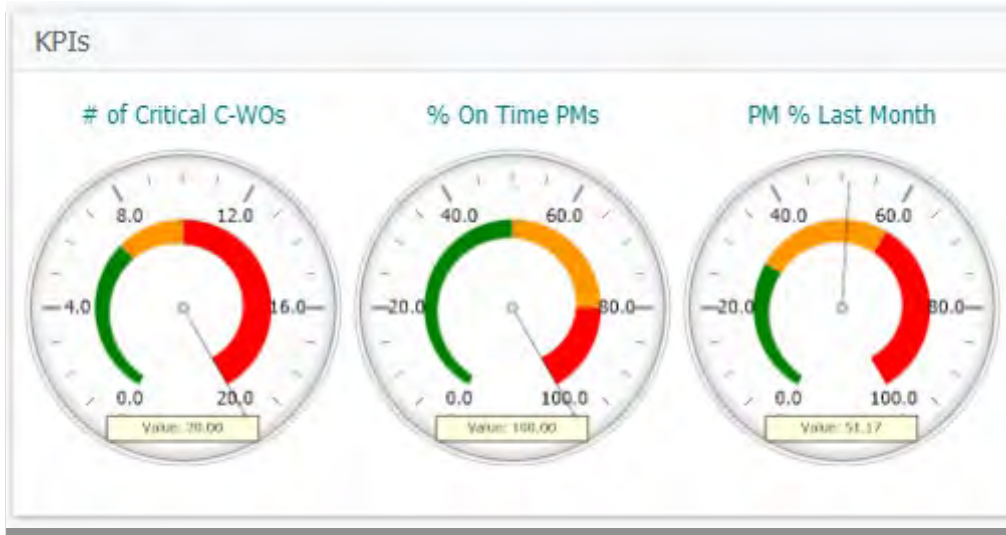 KPIs
# of Critical C-WOs
8.0 12.0
4.0 16.0
0.0 20.0
Value: 20.00
% On Time PMs
40.0 60.0
20.0 80.0
0.0 100.0
Value: 100.00
PM % Last Month
40.0 60.0
20.0 80.0
0.0 100.0
Value: 51.17